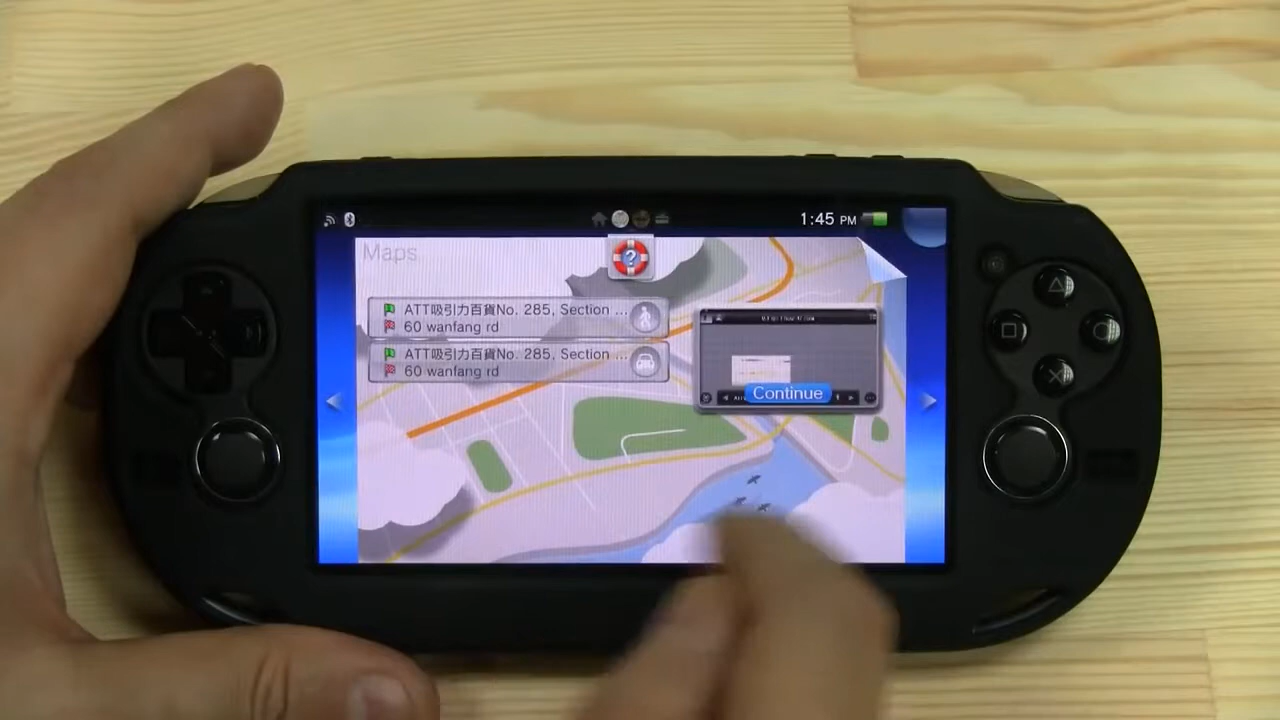 1:45 PM
Maps
?
ATT吸引力百貨No. 285, Section ...
60 wanfang rd
ATT吸引力百貨No. 285, Section ...
60 wanfang rd
Continue